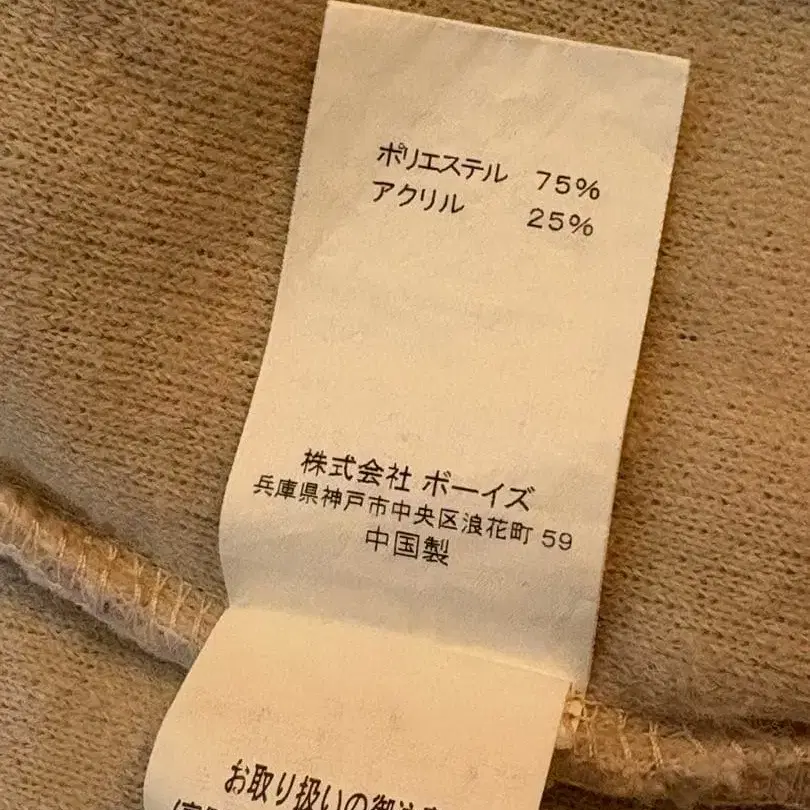 ポリエステル 75%
アクリル 25%
株式会社 ボーイズ
兵庫県神戸市中央区浪花町 59
中国製
お取り扱いの御注